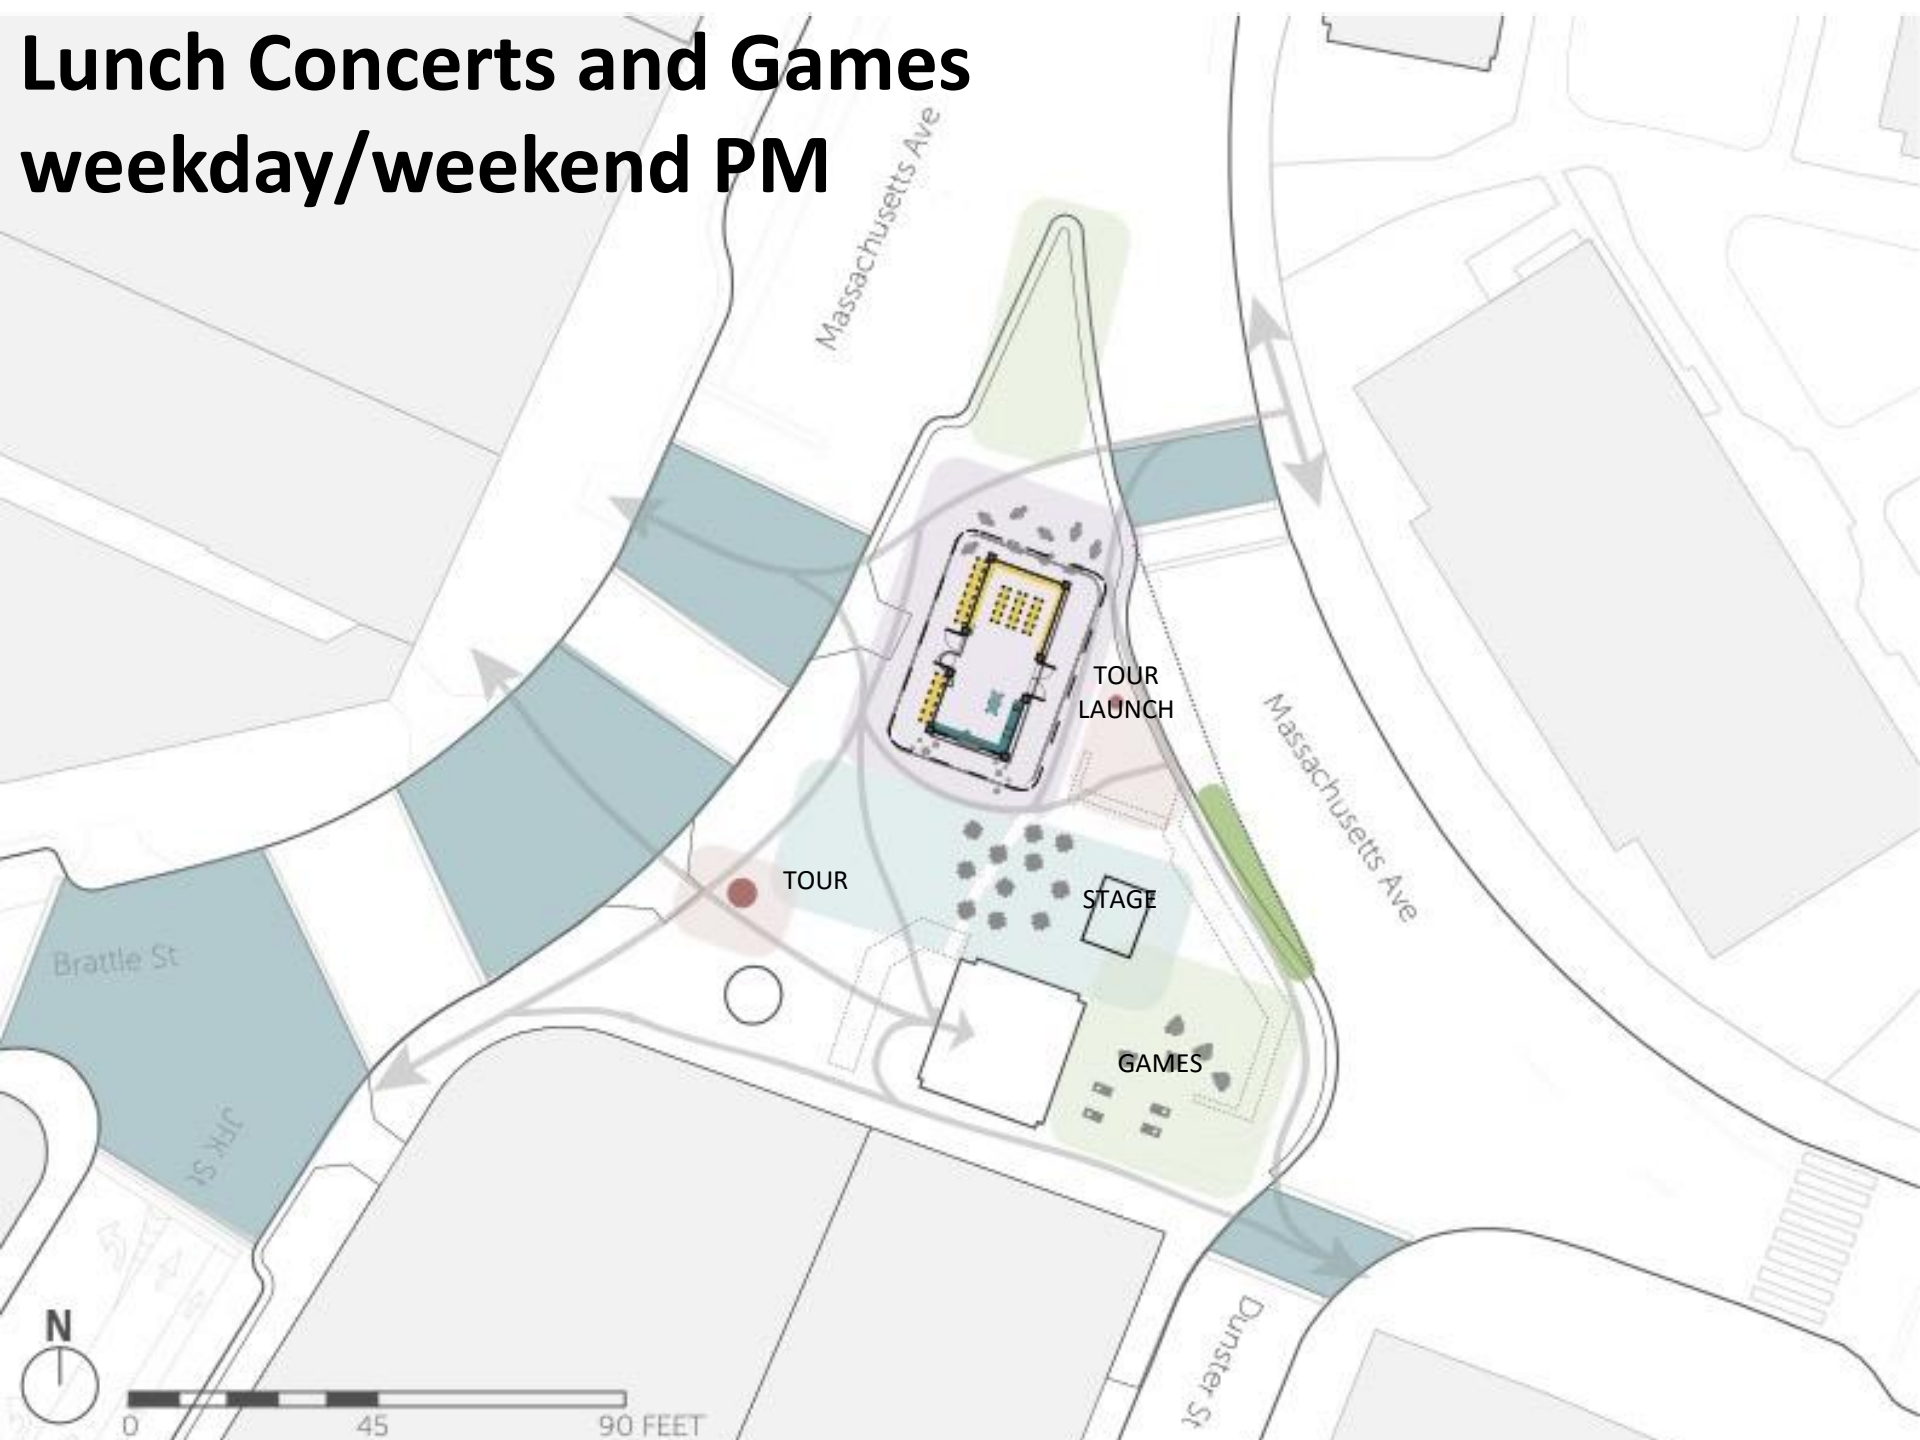 Lunch Concerts and Games
weekday/weekend PM
Massachusetts Ave
TOUR
LAUNCH
Massachusetts Ave
TOUR
STAGE
Brattle St
GAMES
JFK St
Dunster St
N
0 45 90 FEET